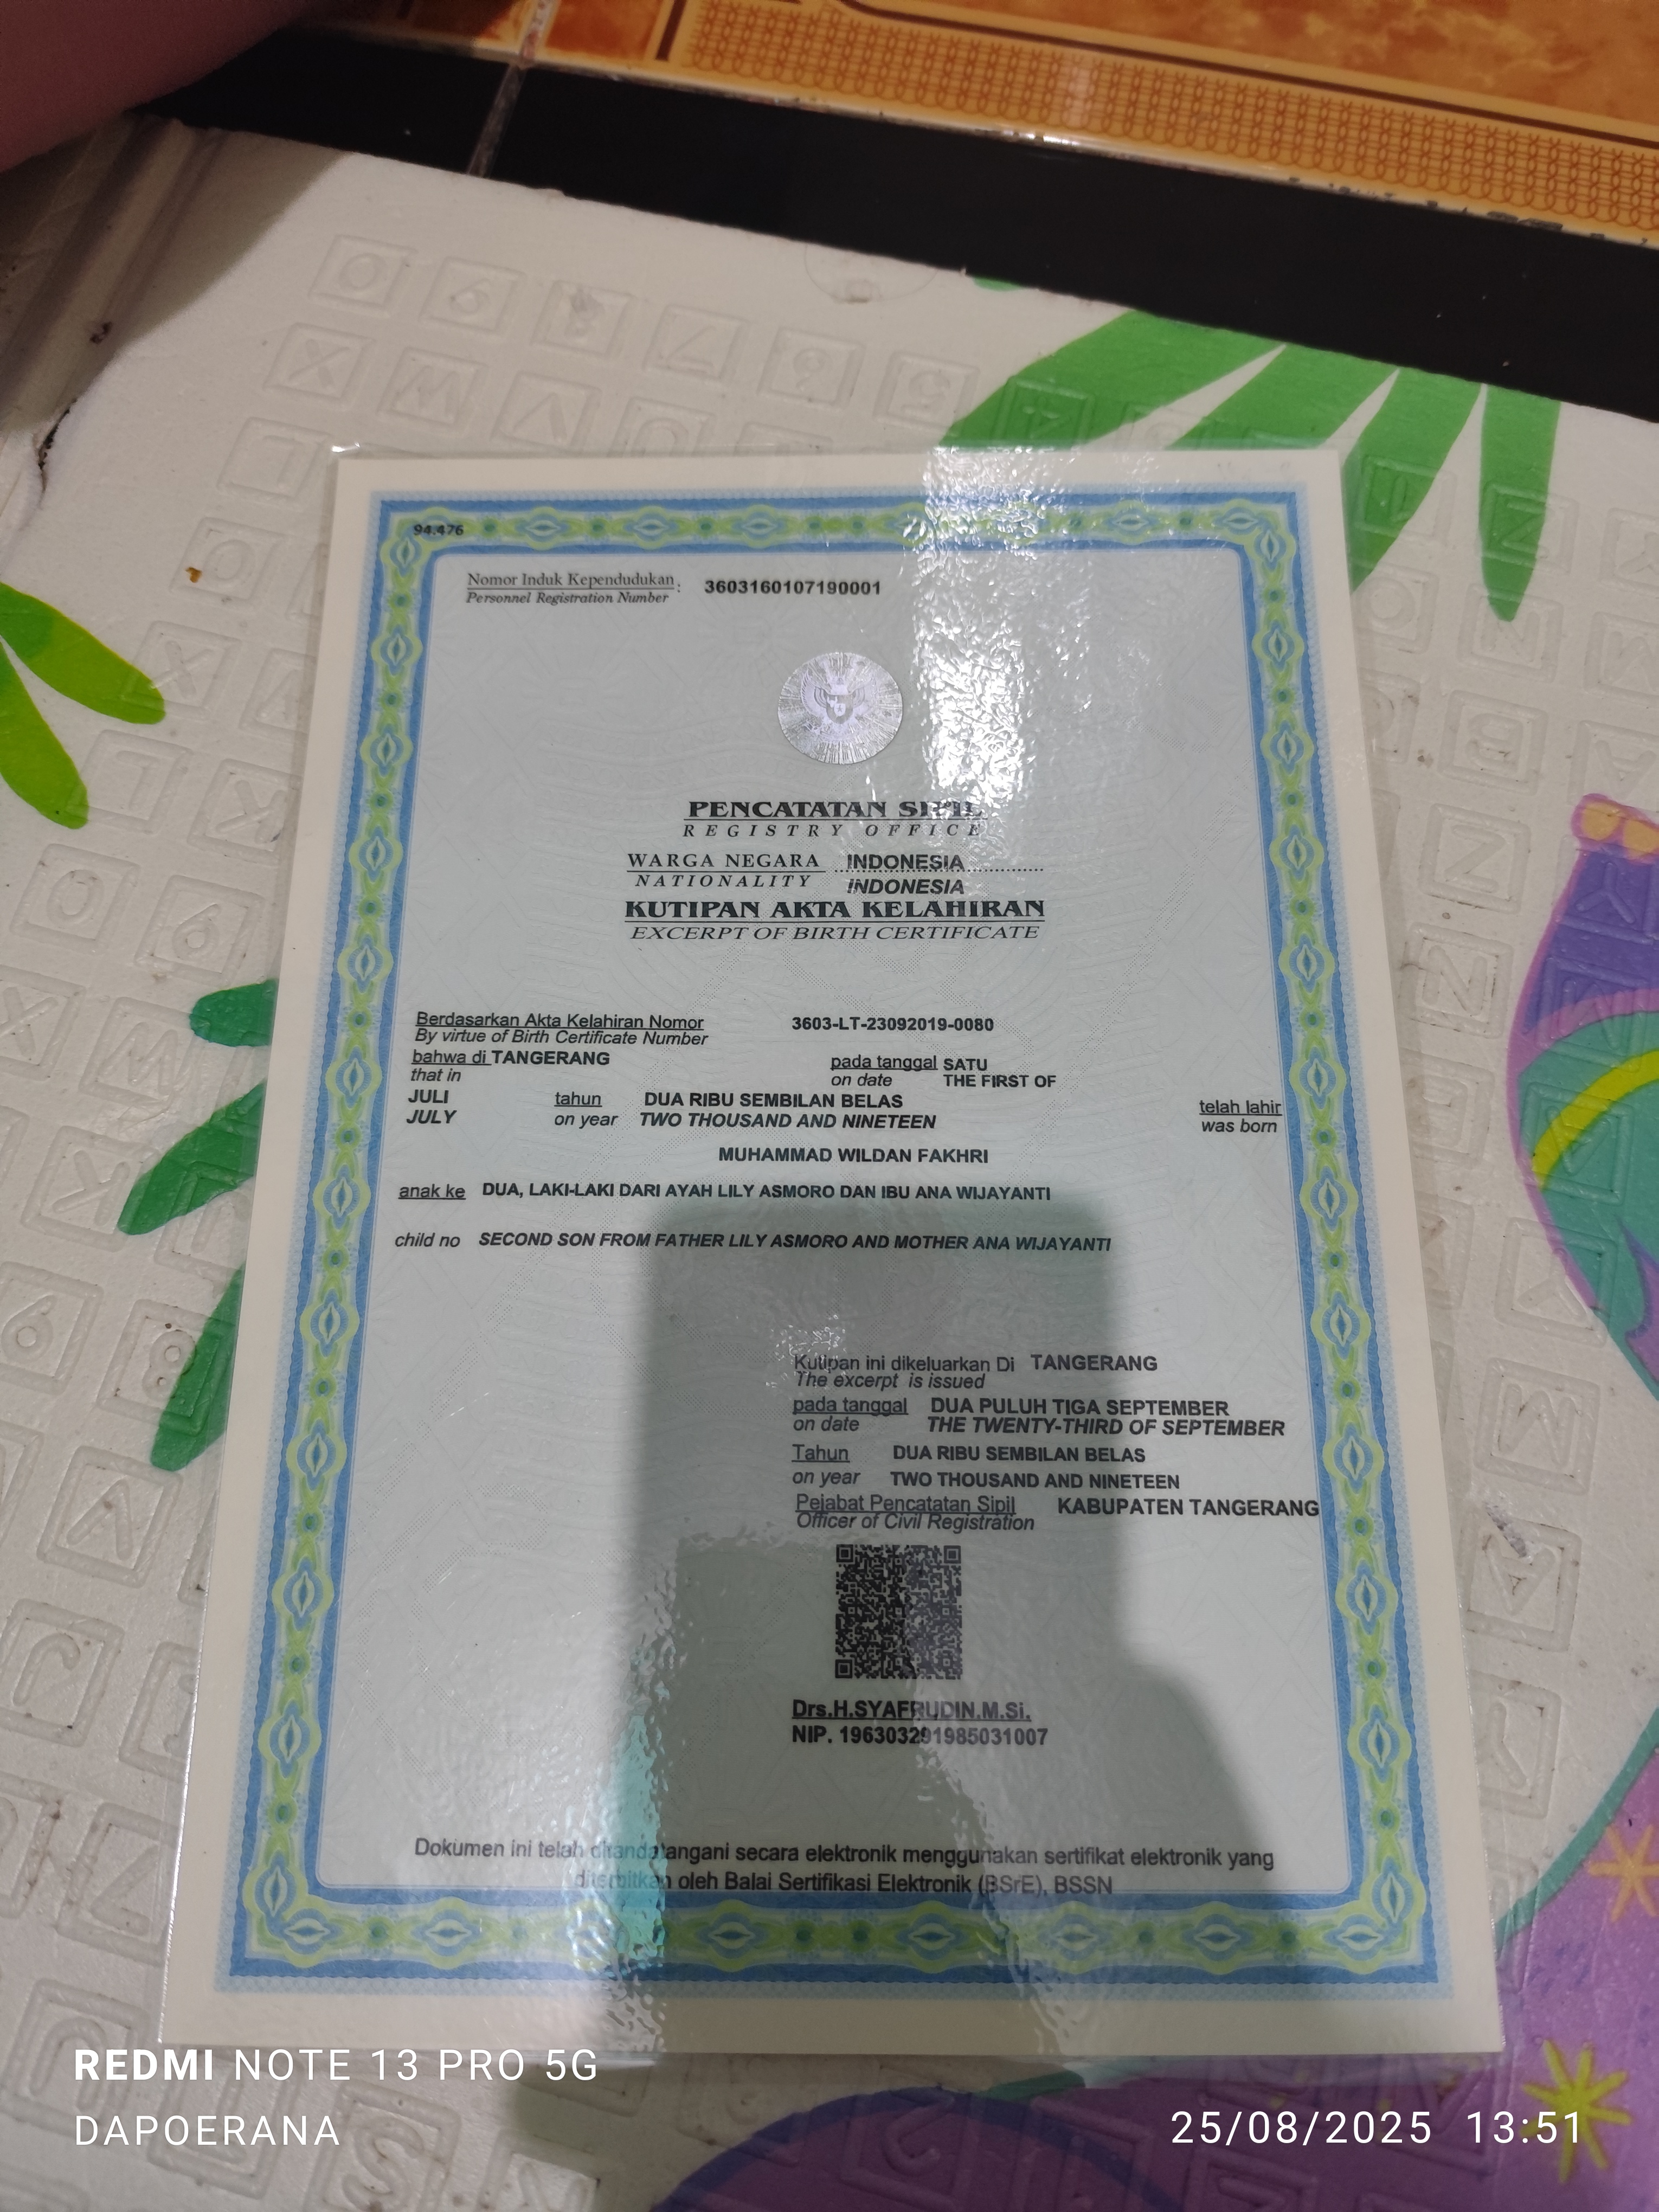 94.476
Nomor Induk Kependudukan : 3603160107190001
Personnel Registration Number
PENCATATAN SIPIL
REGISTRY OFFICE
WARGA NEGARA INDONESIA
NATIONALITY INDONESIA
KUTIPAN AKTA KELAHIRAN
EXCERPT OF BIRTH CERTIFICATE
Berdasarkan Akta Kelahiran Nomor 3603-LT-23092019-0080
By virtue of Birth Certificate Number
bahwa di TANGERANG pada tanggal SATU
that in on date THE FIRST OF
JULI tahun DUA RIBU SEMBILAN BELAS telah lahir
JULY on year TWO THOUSAND AND NINETEEN was born
MUHAMMAD WILDAN FAKHRI
anak ke DUA, LAKI-LAKI DARI AYAH LILY ASMORO DAN IBU ANA WIJAYANTI
child no SECOND SON FROM FATHER LILY ASMORO AND MOTHER ANA WIJAYANTI
Kutipan ini dikeluarkan Di TANGERANG
The excerpt is issued
pada tanggal DUA PULUH TIGA SEPTEMBER
on date THE TWENTY-THIRD OF SEPTEMBER
Tahun DUA RIBU SEMBILAN BELAS
on year TWO THOUSAND AND NINETEEN
Pejabat Pencatatan Sipil KABUPATEN TANGERANG
Officer of Civil Registration
Drs.H.SYAFRUDIN.M.Si.
NIP. 196303291985031007
Dokumen ini telah ditandatangani secara elektronik menggunakan sertifikat elektronik yang
diterbitkan oleh Balai Sertifikasi Elektronik (BSrE), BSSN
REDMI NOTE 13 PRO 5G
DAPOERANA
25/08/2025 13:51